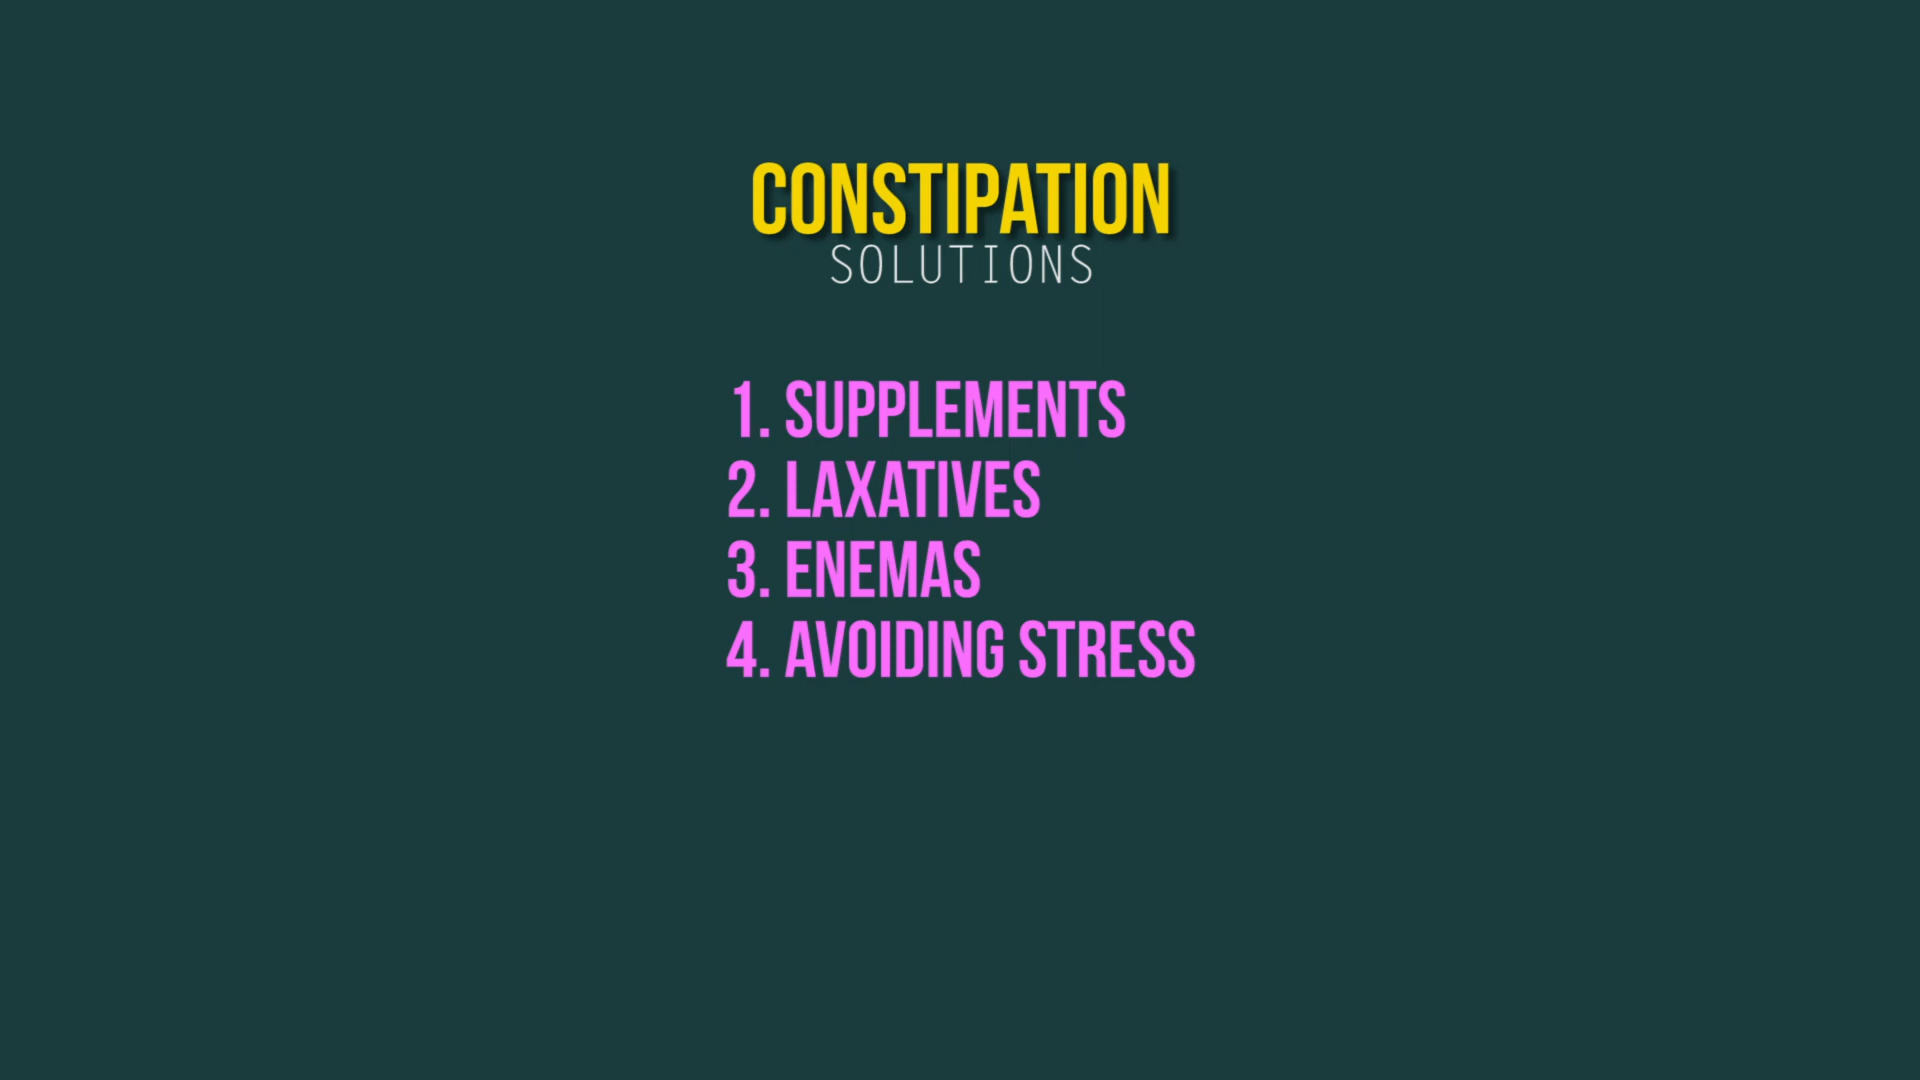 CONSTIPATION
SOLUTIONS
1. SUPPLEMENTS
2. LAXATIVES
3. ENEMAS
4. AVOIDING STRESS